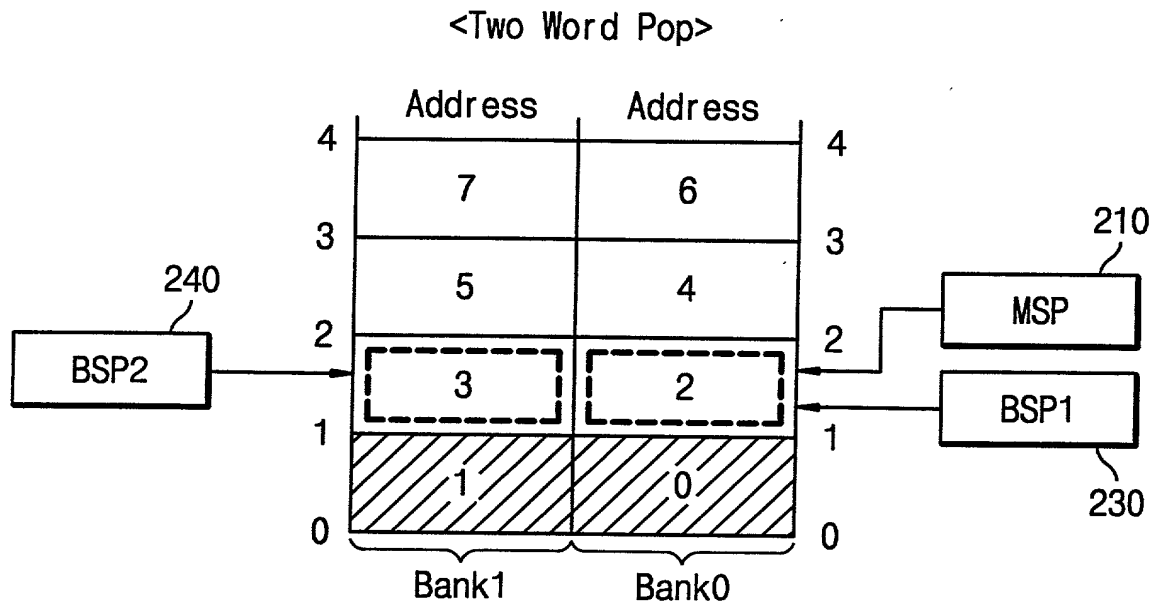 <Two Word Pop>
Address Address
4 4
7 6
3 3
210
240
5 4
MSP
2 2
BSP2
3 2
BSP1
1 1
1 0
230
0 0
Bank1 Bank0